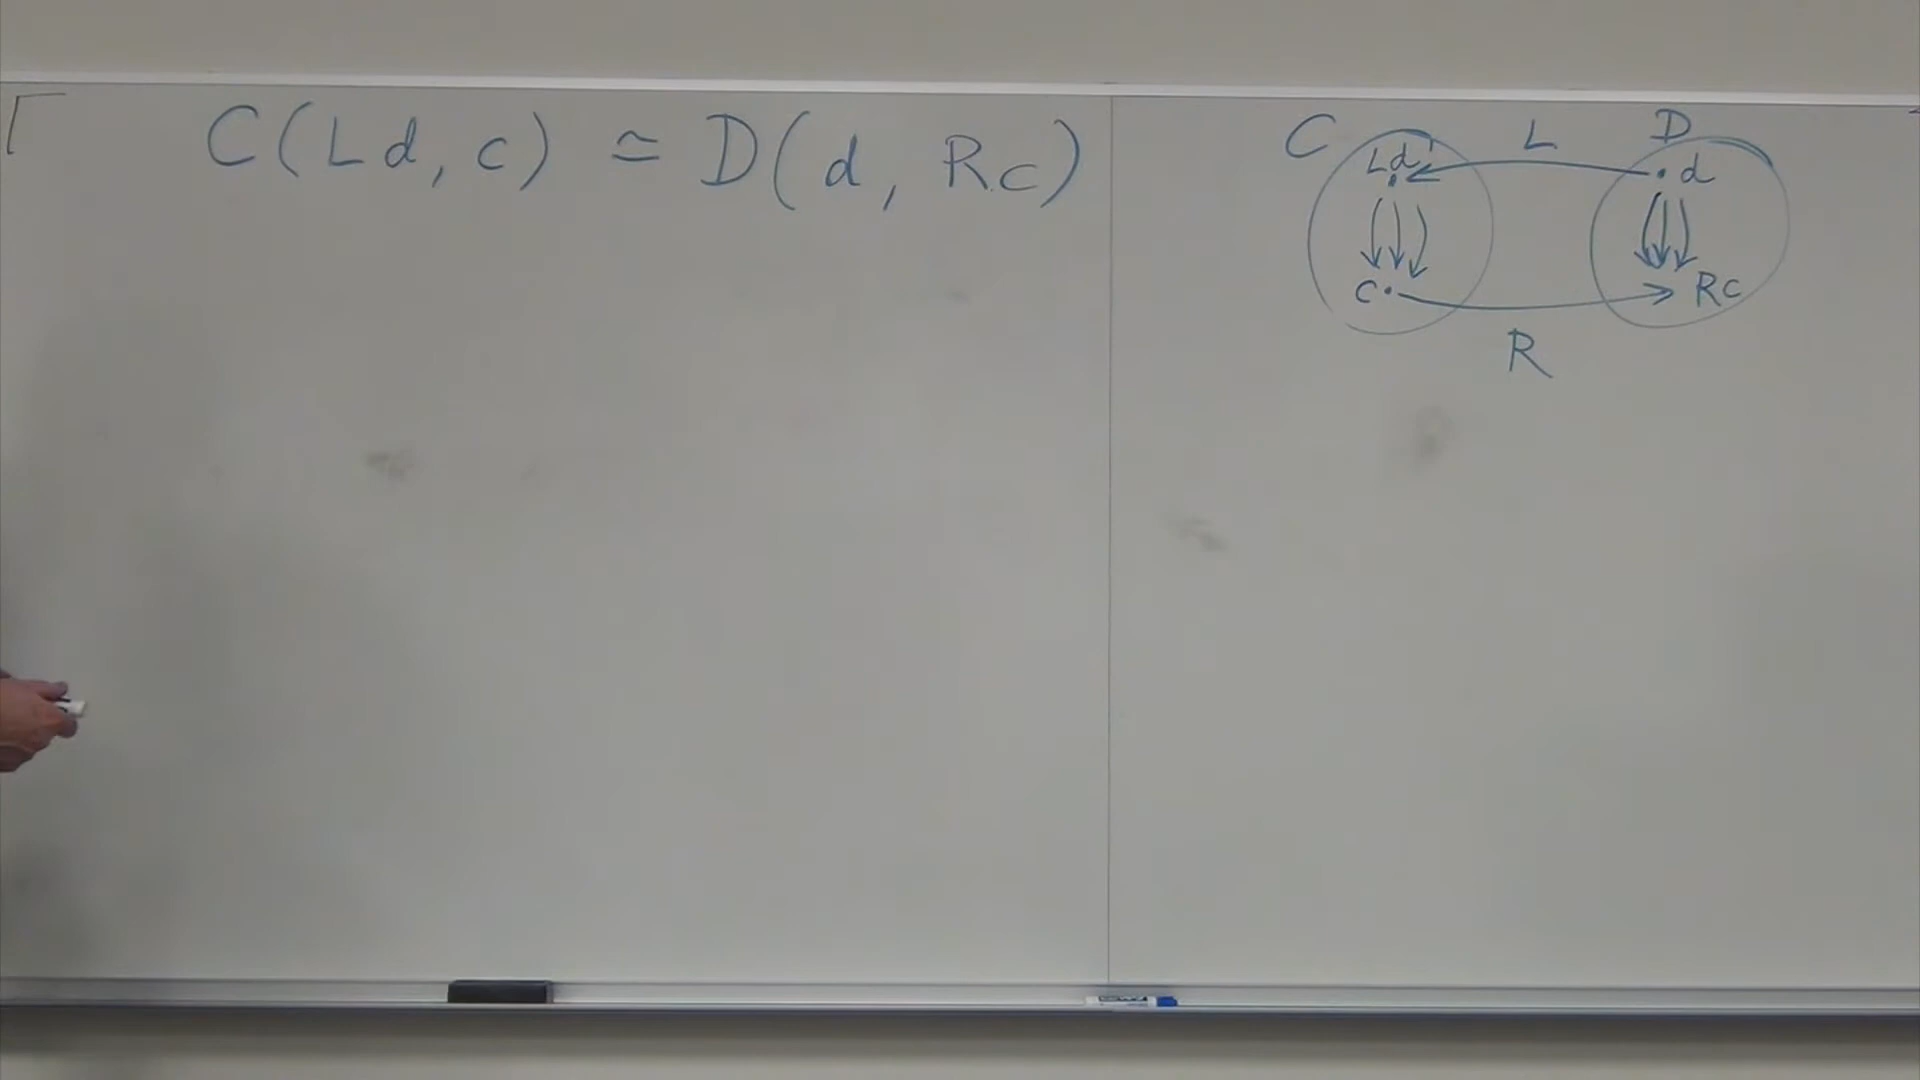 C(Ld, c) ≃ D(d, Rc)
C L D
Ld d
c Rc
R